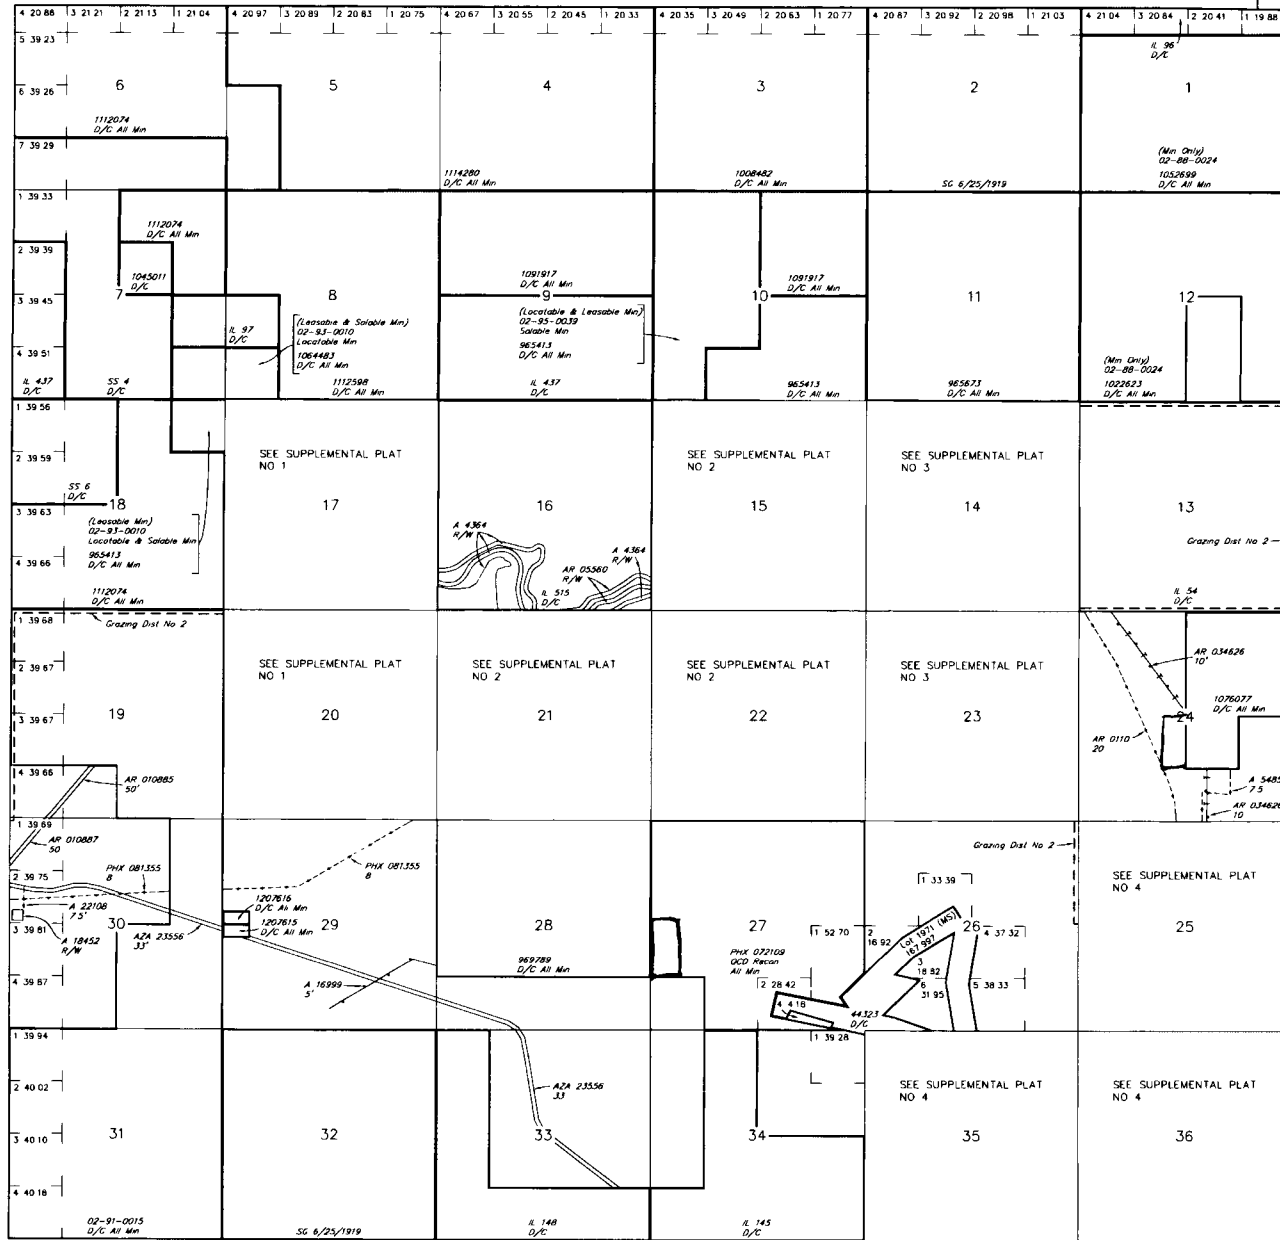 4 20 88 3 21 21 2 21 13 1 21 04 4 20 97 3 20 89 2 20 83 1 20 75 4 20 67 3 20 55 2 20 45 1 20 33 4 20 35 3 20 49 2 20 63 1 20 77 4 20 87 3 20 92 2 20 98 1 21 03 4 21 04 3 20 84 2 20 41 1 19 88
5 39 23
IL 96
D/C
6 39 26
6 5 4 3 2 1
1112074
D/C All Min
7 39 29
(Min Only)
02-88-0024
1114280
D/C All Min
1008482
D/C All Min
SG 6/25/1919
1052699
D/C All Min
1 39 33
1112074
D/C All Min
2 39 39
1045011
D/C
1091917
D/C All Min
1091917
D/C All Min
3 39 45
7 8 9 10 11 12
IL 97
D/C
(Leasable & Salable Min)
02-93-0010
Locatable Min
1064483
D/C All Min
(Locatable & Leasable Min)
02-95-0039
Salable Min
965413
D/C All Min
4 39 51
(Min Only)
02-88-0024
IL 437
D/C
SS 4
D/C
1112598
D/C All Min
IL 437
D/C
965413
D/C All Min
965673
D/C All Min
1022623
D/C All Min
1 39 56
2 39 59
SEE SUPPLEMENTAL PLAT
NO 1
SEE SUPPLEMENTAL PLAT
NO 2
SEE SUPPLEMENTAL PLAT
NO 3
SS 6
D/C
3 39 63
18 17 16 15 14 13
(Leasable Min)
02-93-0010
Locatable & Salable Min
965413
D/C All Min
A 4364
R/W
A 4364
R/W
AR 05560
R/W
Grazing Dist No 2
4 39 66
1112074
D/C All Min
IL 515
D/C
IL 54
D/C
1 39 68
Grazing Dist No 2
2 39 67
SEE SUPPLEMENTAL PLAT
NO 1
SEE SUPPLEMENTAL PLAT
NO 2
SEE SUPPLEMENTAL PLAT
NO 2
SEE SUPPLEMENTAL PLAT
NO 3
AR 034626
10'
1076077
D/C All Min
3 39 67
19 20 21 22 23 24
AR 0110
20
4 39 66
AR 010885
50'
A 5485
7 5
AR 034626
10
1 39 69
AR 010887
50
Grazing Dist No 2
PHX 081355
8
PHX 081355
8
2 39 75
1 33 39
SEE SUPPLEMENTAL PLAT
NO 4
A 22108
7 5'
1207616
D/C All Min
1207615
D/C All Min
3 39 81
30 29 28 27 26 25
A 18452
R/W
AZA 23556
33'
1 52 70
2
16 92
Lot 1971 (MS)
167 997
4 37 32
969789
D/C All Min
PHX 072109
QCD Recon
All Min
3
18 82
4 39 87
A 16999
5'
2 28 42
6
31 95
5 38 33
4 4 18
44323
D/C
1 39 94
1 39 28
2 40 02
AZA 23556
33
SEE SUPPLEMENTAL PLAT
NO 4
SEE SUPPLEMENTAL PLAT
NO 4
3 40 10
31 32 33 34 35 36
4 40 18
02-91-0015
D/C All Min
SG 6/25/1919
IL 148
D/C
IL 145
D/C